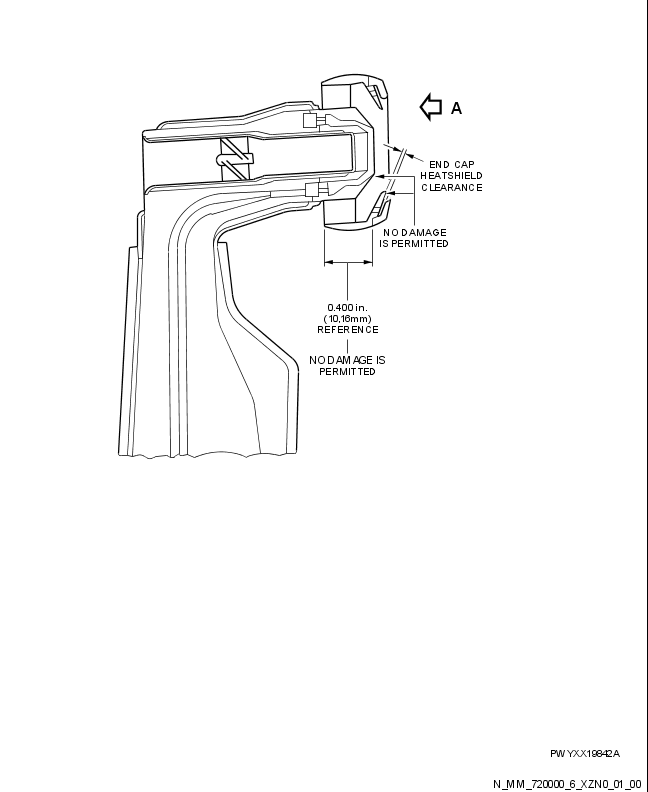 A
END CAP
HEATSHIELD
CLEARANCE
NO DAMAGE
IS PERMITTED
0.400 in.
(10,16mm)
REFERENCE
NO DAMAGE IS
PERMITTED
PWYXX19842A
N_MM_720000_6_XZN0_01_00